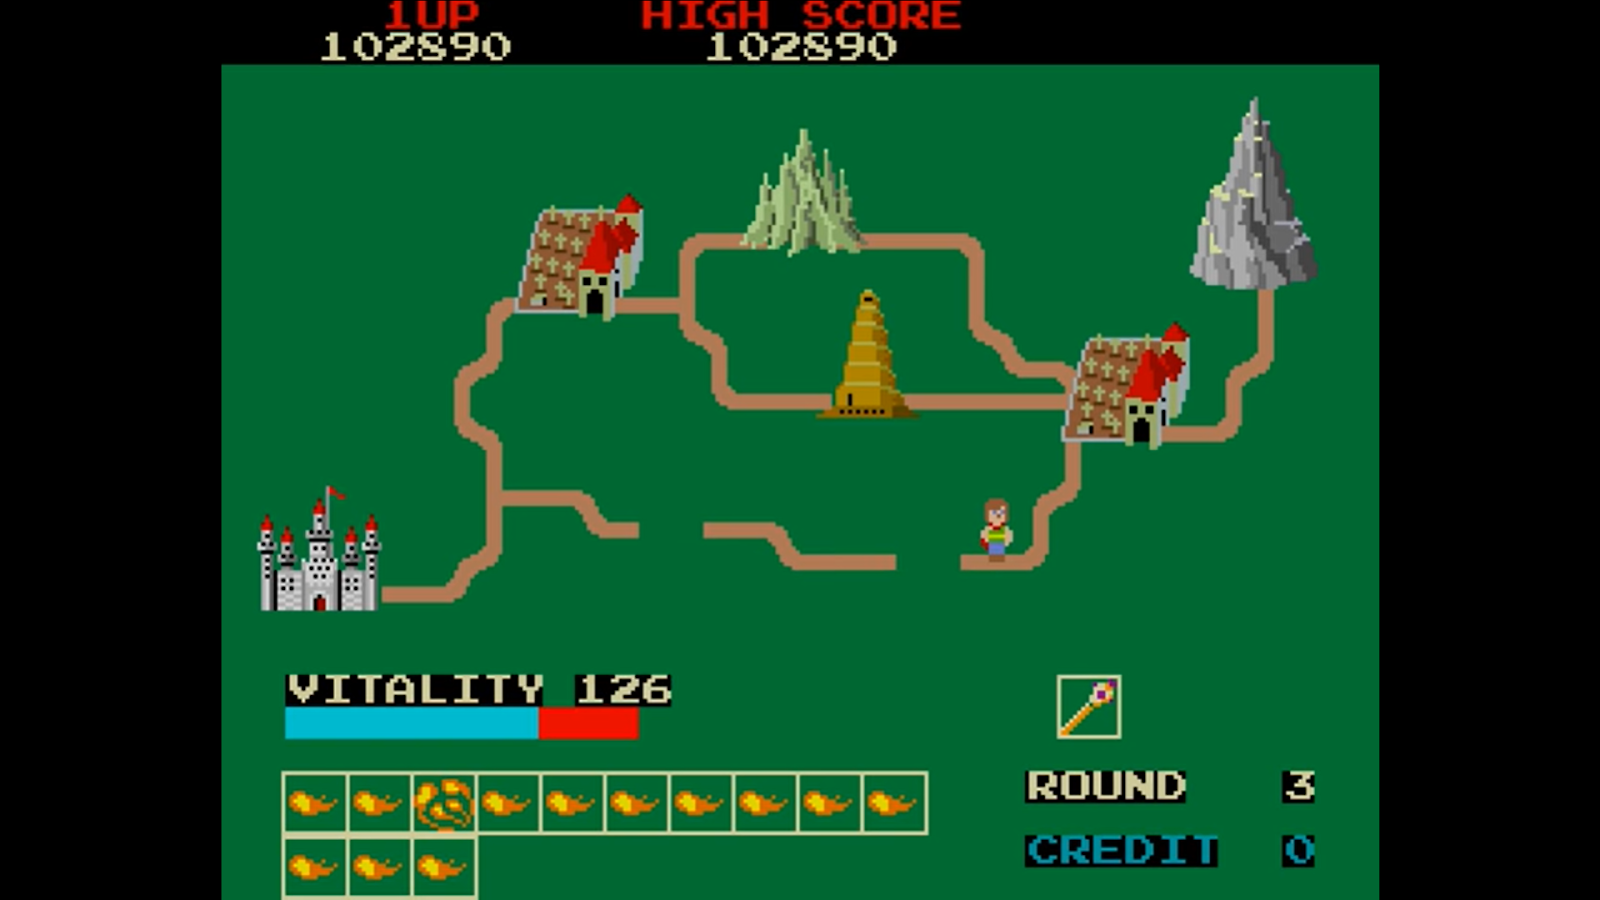 1UP HIGH SCORE
102890 102890
VITALITY 126
ROUND 3
CREDIT 0